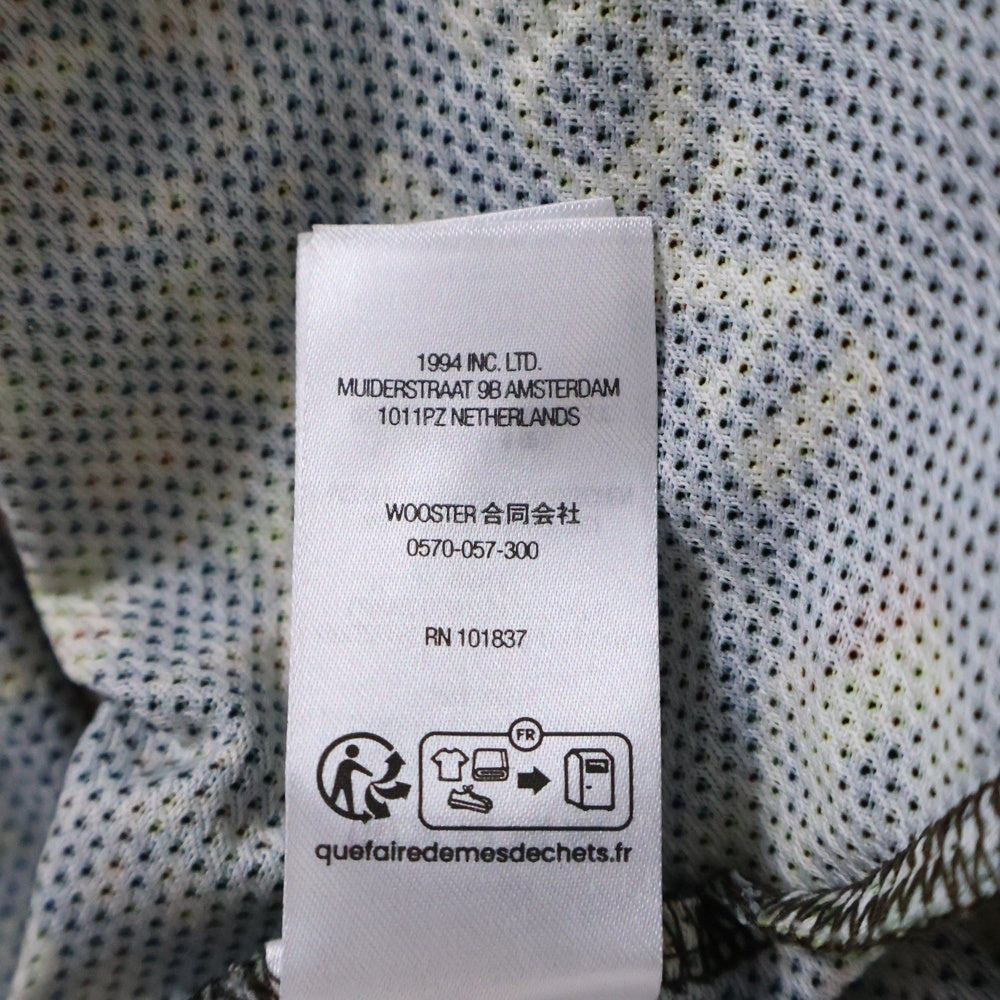 1994 INC. LTD.
MUIDERSTRAAT 9B AMSTERDAM
1011PZ NETHERLANDS
WOOSTER 合同会社
0570-057-300
RN 101837
FR
quefairedemesdechets.fr